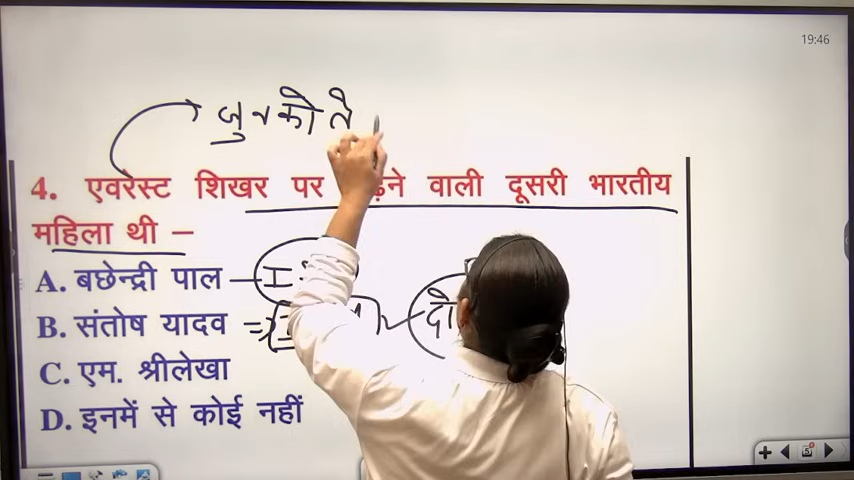 19:46
जुनको ते
4. एवरेस्ट शिखर पर वाली दूसरी भारतीय
महिला थी –
A. बछेन्द्री पाल – I
B. संतोष यादव ⇒ दो
C. एम. श्रीलेखा
D. इनमें से कोई नहीं